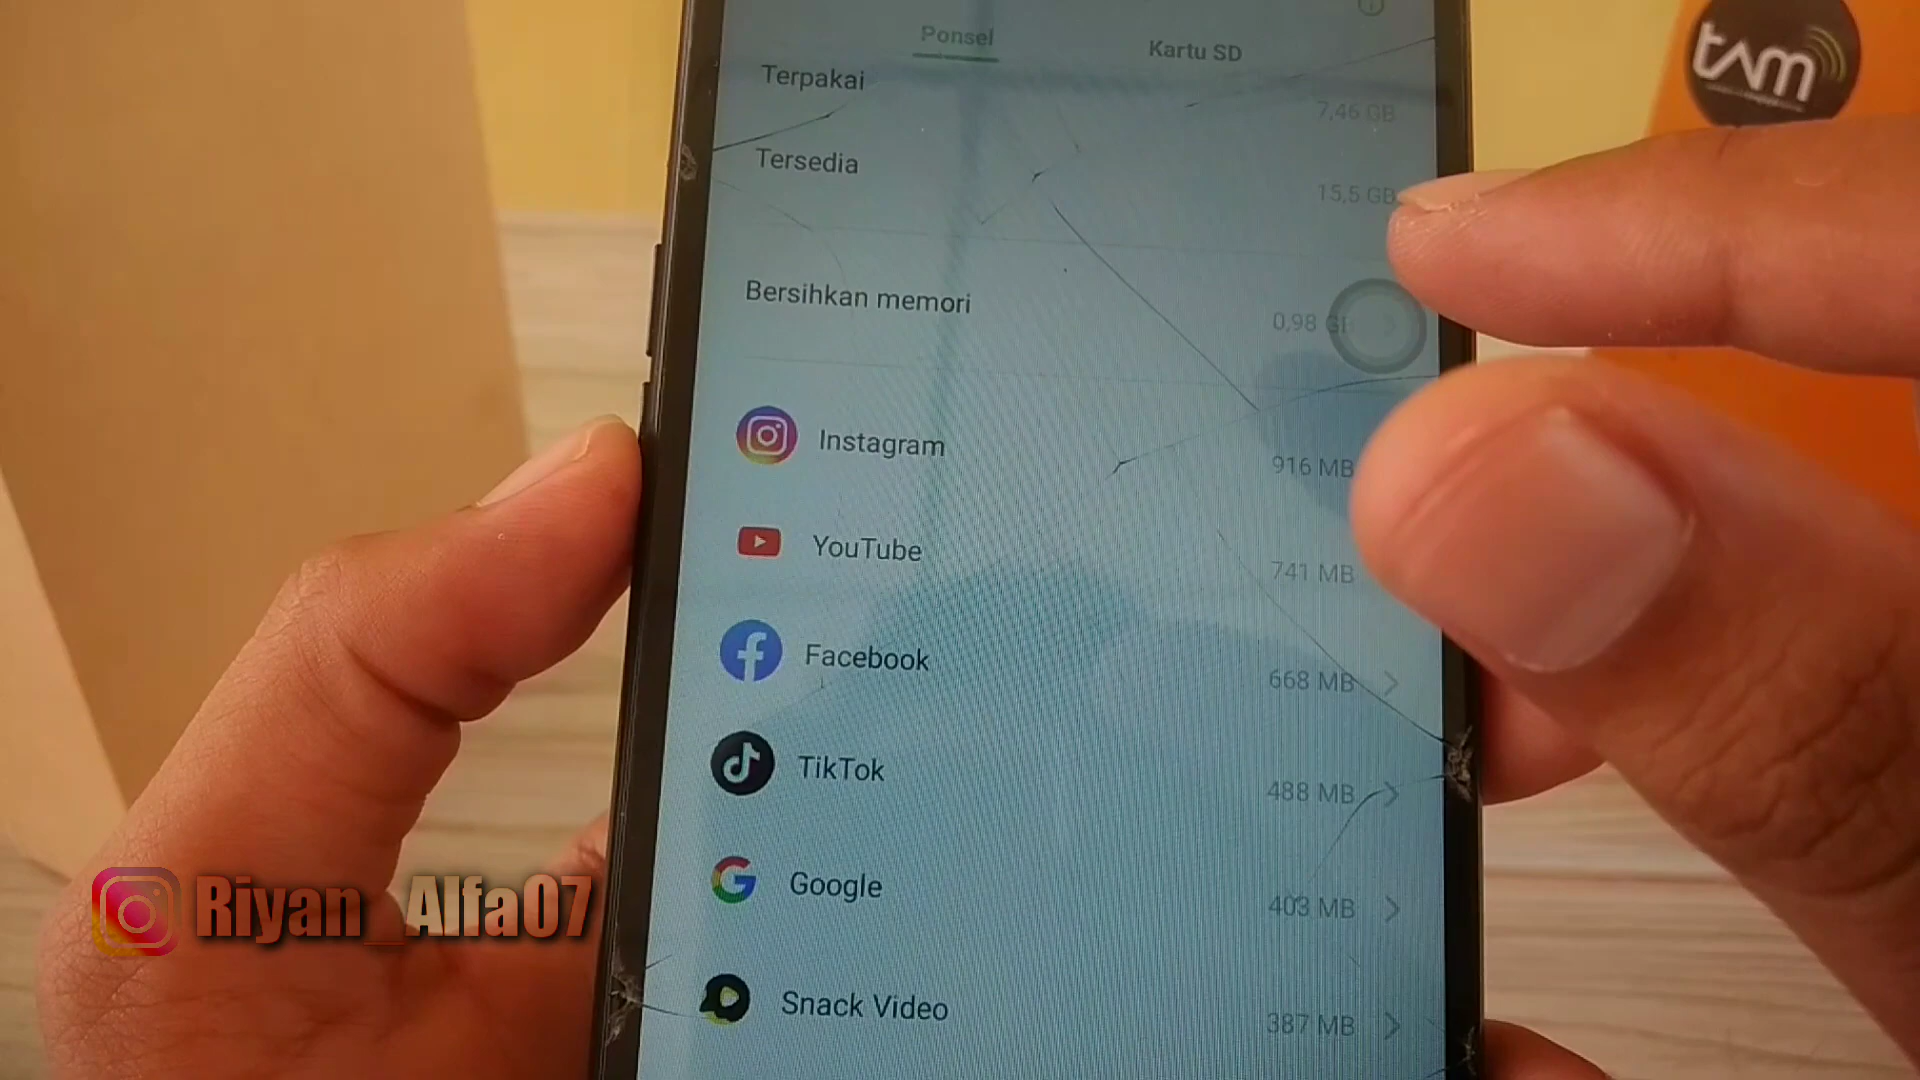 Ponsel
Kartu SD
Terpakai
7,46 GB
Tersedia
15,5 GB
Bersihkan memori
0,98 GB
Instagram
916 MB
YouTube
741 MB
Facebook
668 MB
TikTok
488 MB
Google
403 MB
Snack Video
387 MB
tam
Riyan_Alfa07